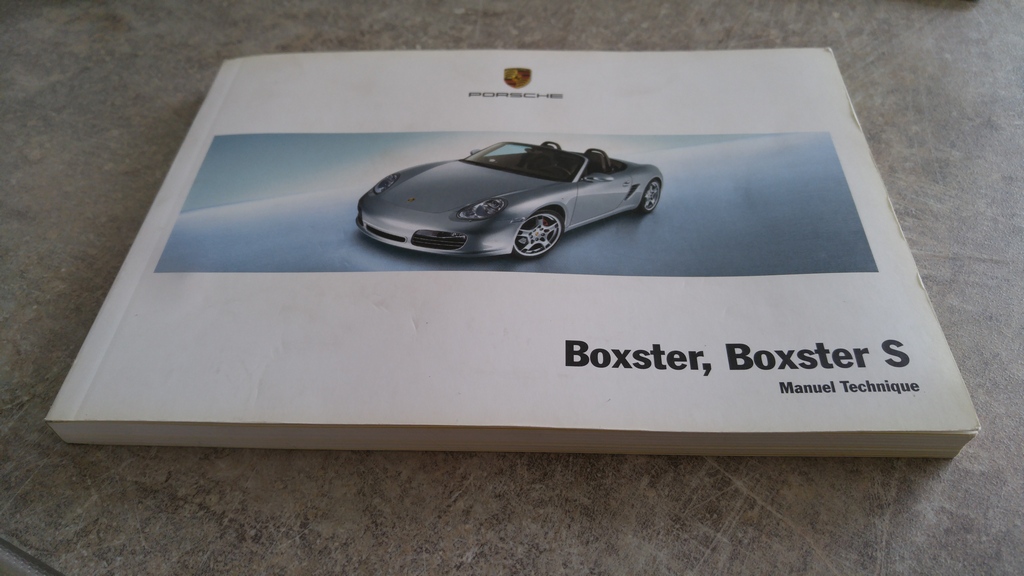 PORSCHE
Boxster, Boxster S
Manuel Technique